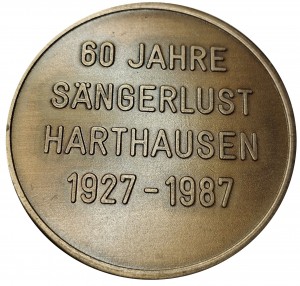 60 JAHRE
SÄNGERLUST
HARTHAUSEN
1927 - 1987